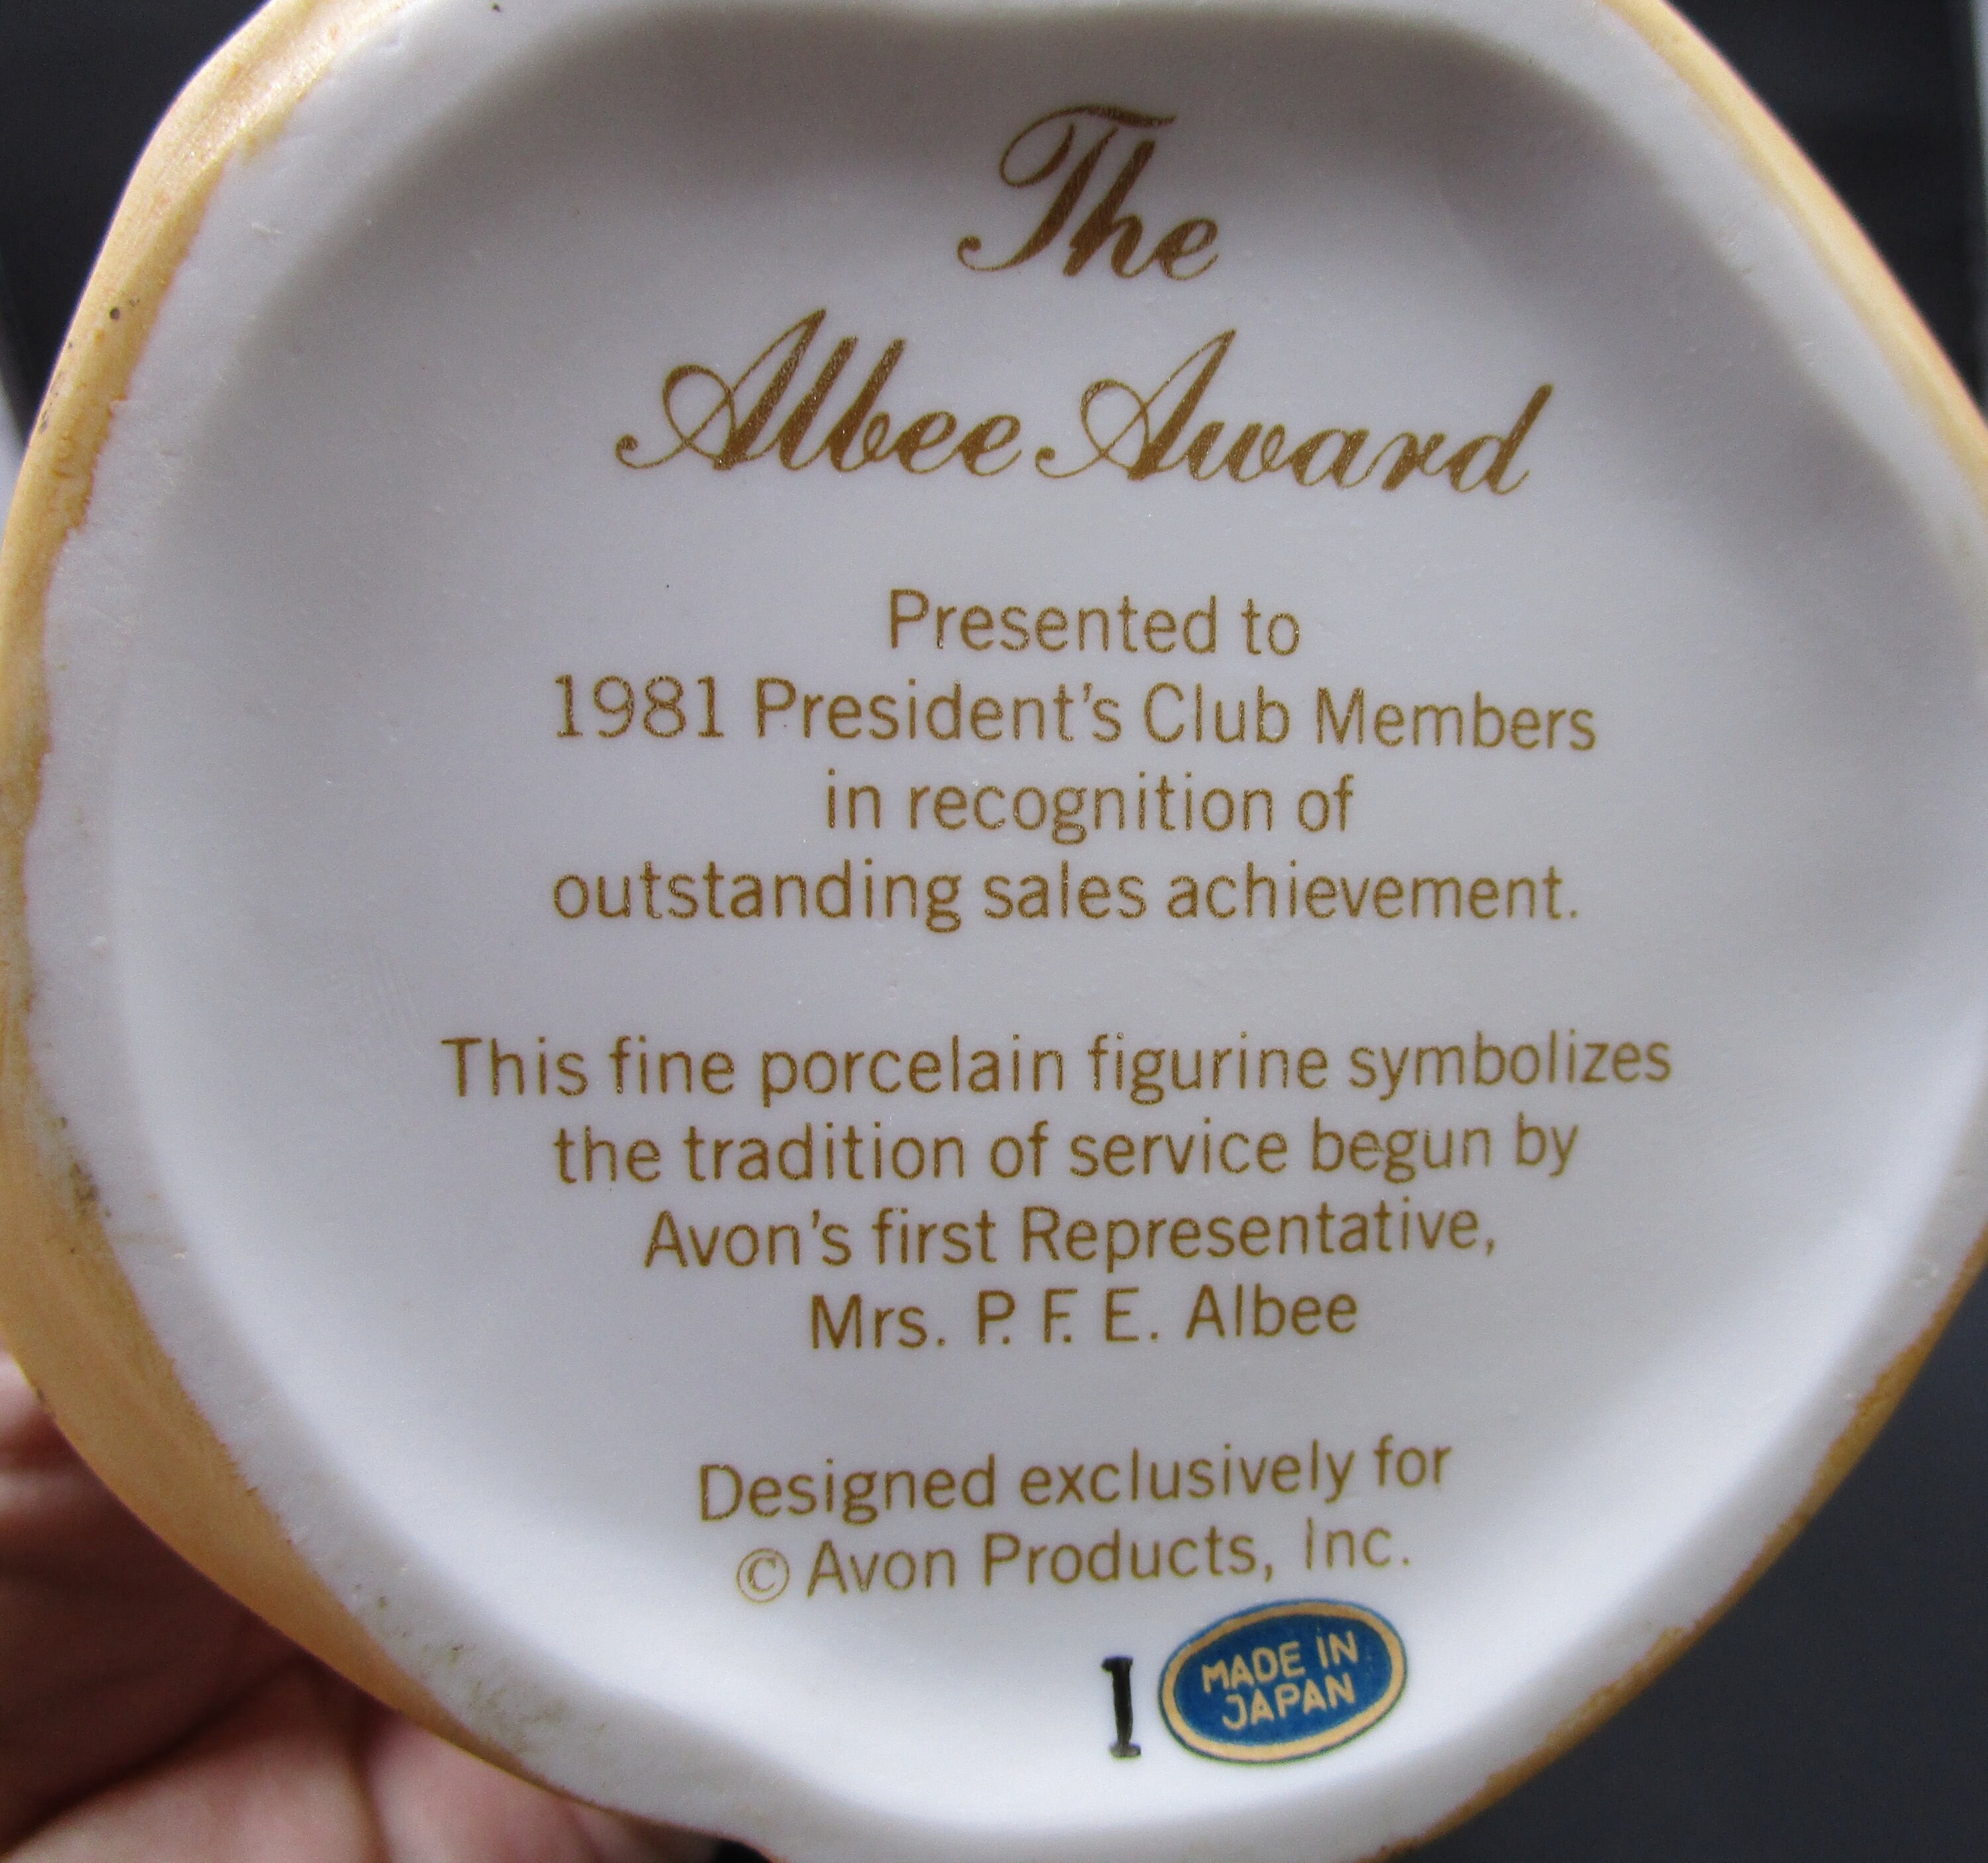 The
Albee Award
Presented to
1981 President's Club Members
in recognition of
outstanding sales achievement.
This fine porcelain figurine symbolizes
the tradition of service begun by
Avon's first Representative,
Mrs. P. F. E. Albee
Designed exclusively for
© Avon Products, Inc.
1
MADE IN
JAPAN